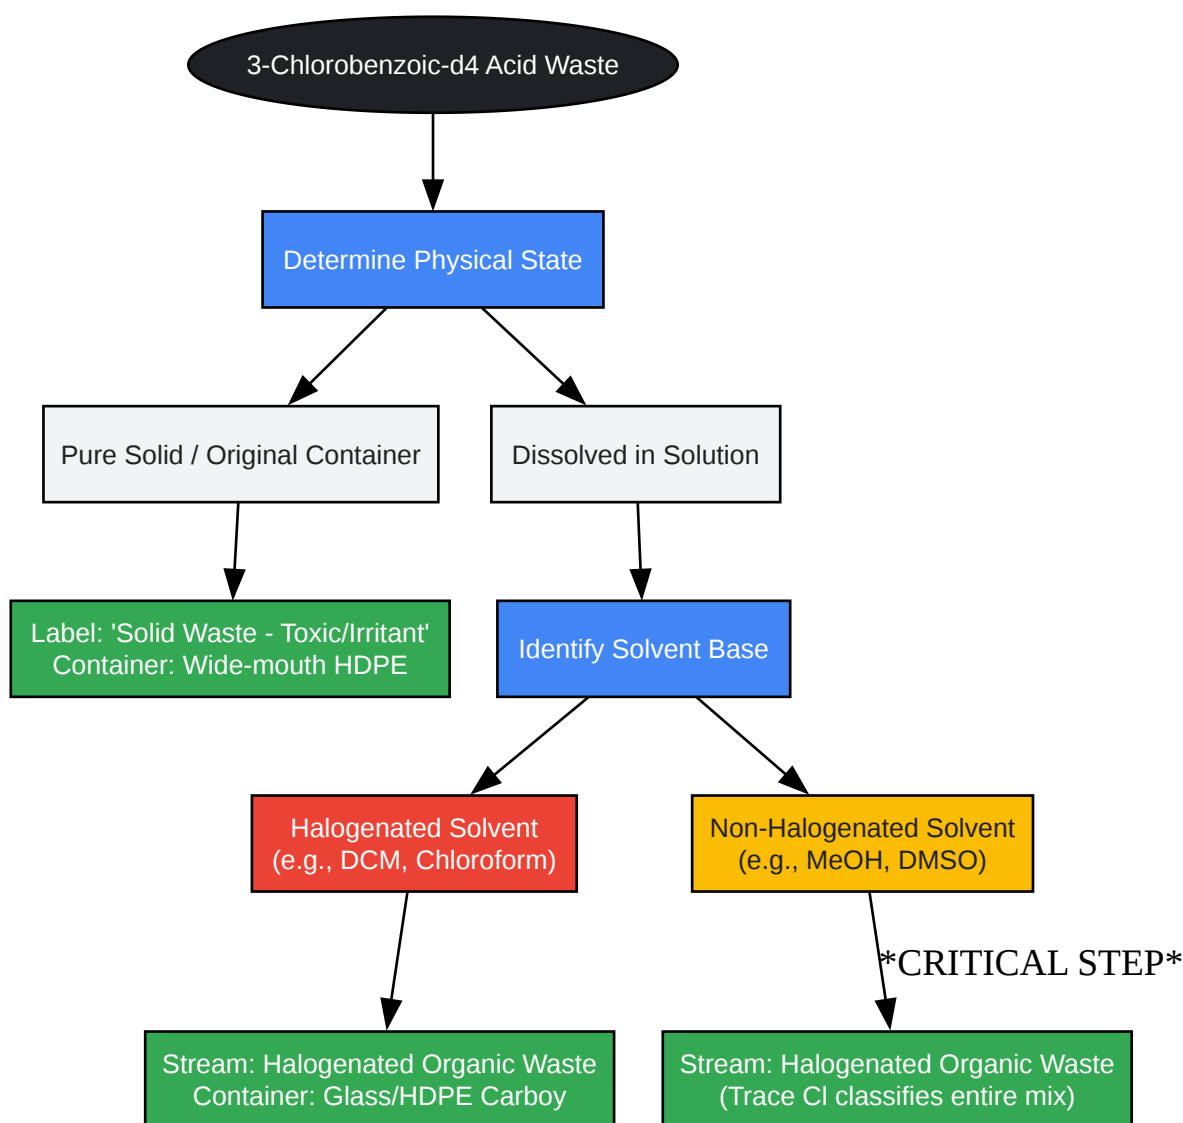 3-Chlorobenzoic-d4 Acid Waste
Determine Physical State
Pure Solid / Original Container
Dissolved in Solution
Label: 'Solid Waste - Toxic/Irritant'
Container: Wide-mouth HDPE
Identify Solvent Base
Halogenated Solvent
(e.g., DCM, Chloroform)
Non-Halogenated Solvent
(e.g., MeOH, DMSO)
*CRITICAL STEP*
Stream: Halogenated Organic Waste
Container: Glass/HDPE Carboy
Stream: Halogenated Organic Waste
(Trace Cl classifies entire mix)